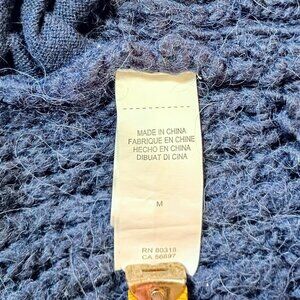 MADE IN CHINA
FABRIQUE EN CHINE
HECHO EN CHINA
DIBUAT DI CINA
M
RN 80318
CA 56897